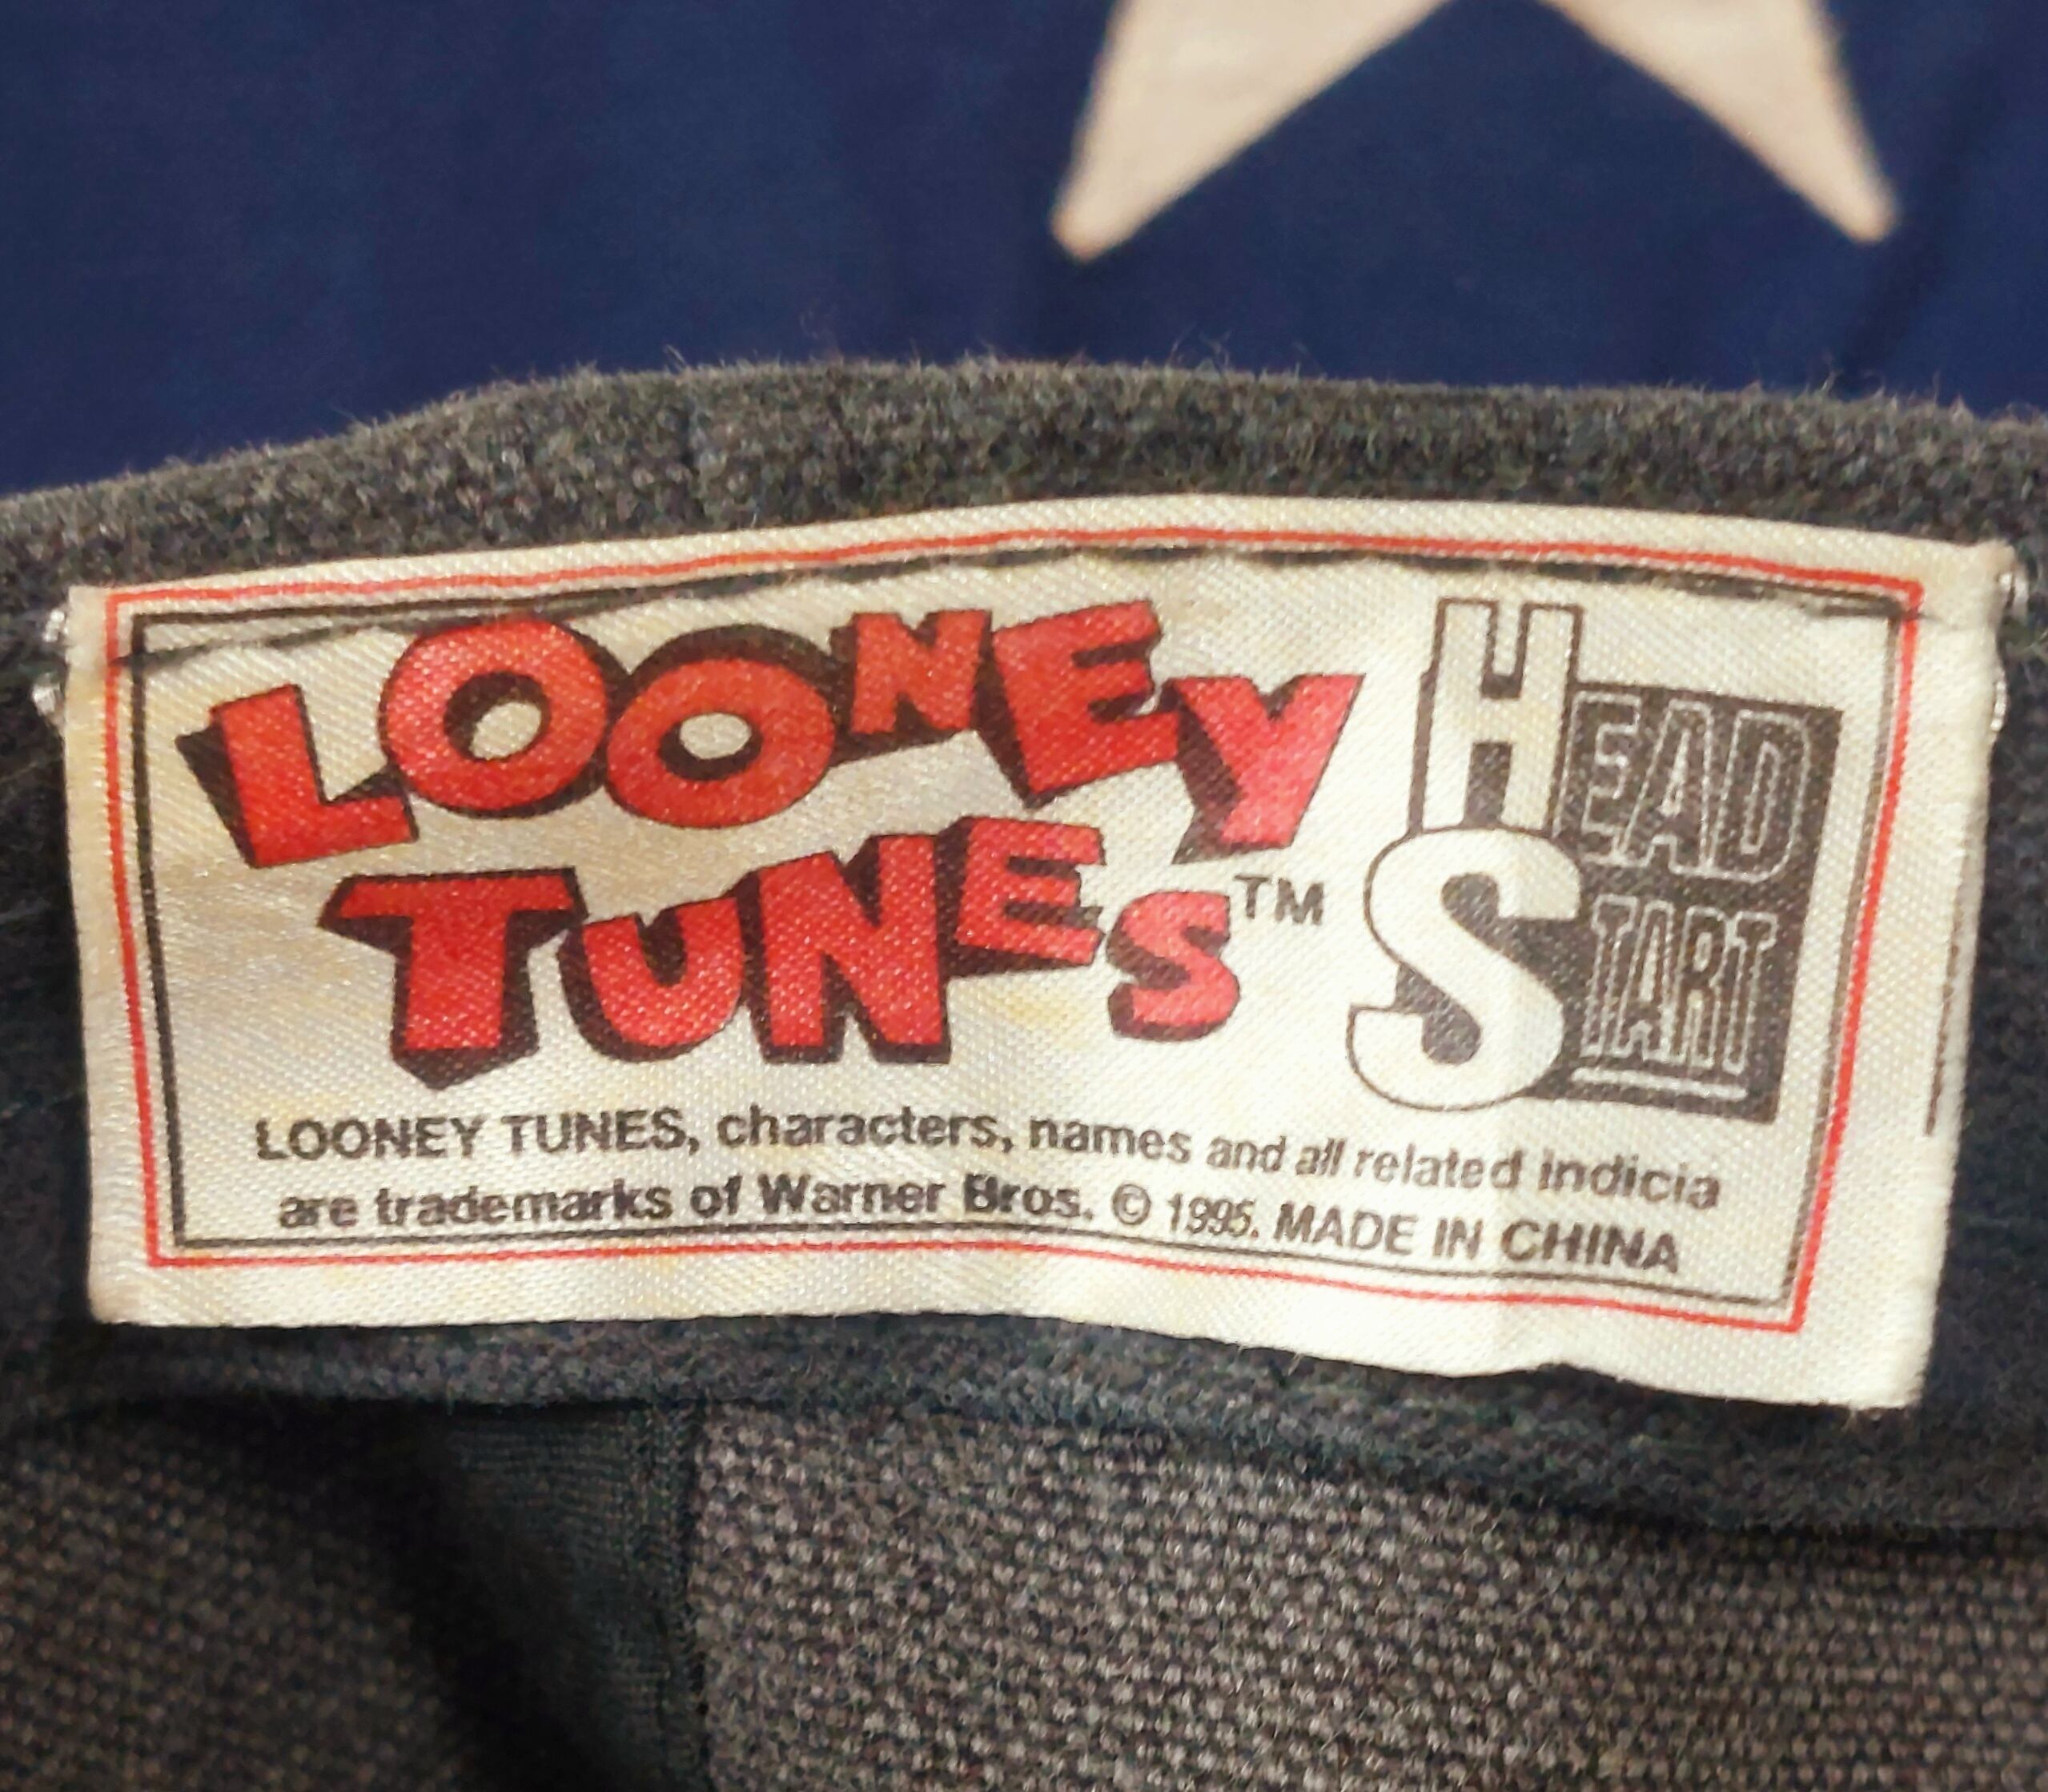 LOONEY
TUNES™
HEAD
START
LOONEY TUNES, characters, names and all related indicia
are trademarks of Warner Bros. © 1995. MADE IN CHINA